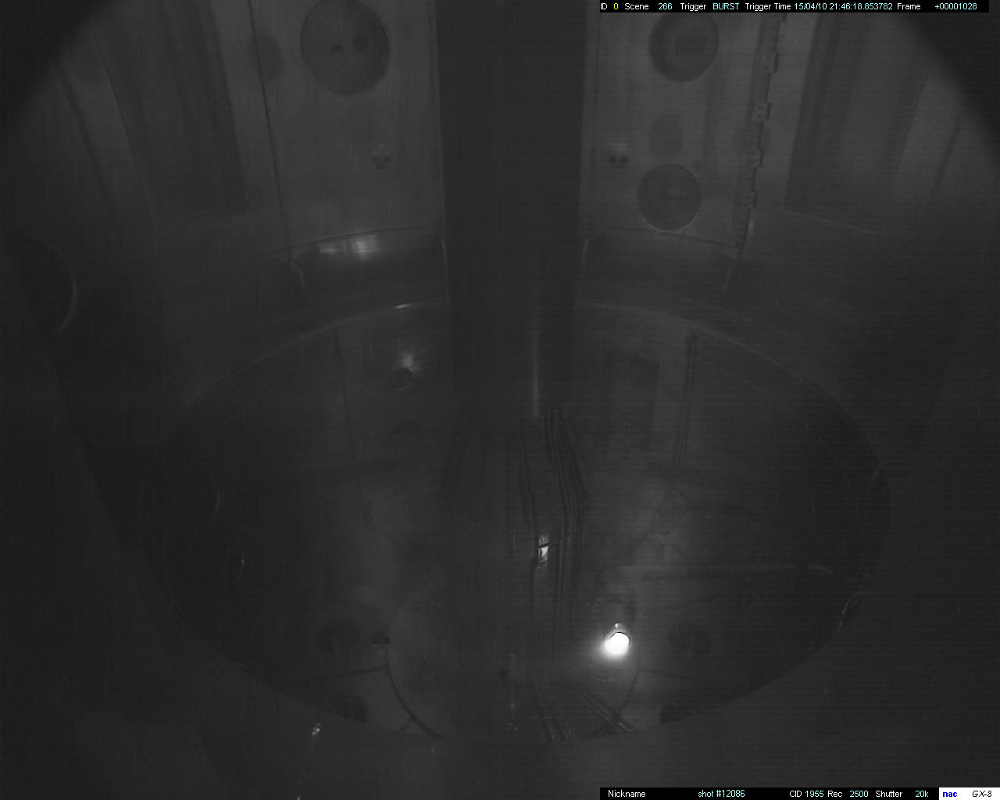 ID 0 Scene 266 Trigger BURST Trigger Time 15/04/10 21:46:18.853782 Frame +00001028
Nickname shot #12086 CID 1955 Rec 2500 Shutter 20k nac GX-8